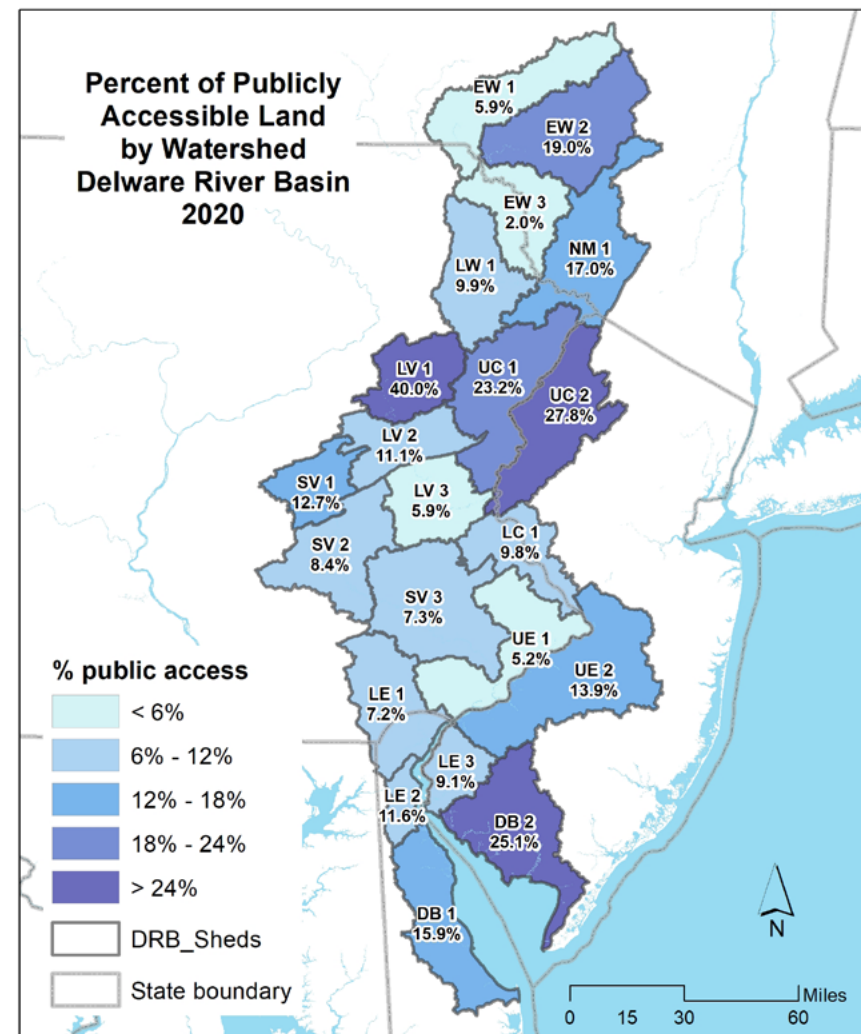 Percent of Publicly
Accessible Land
by Watershed
Delware River Basin
2020
EW 1
5.9%
EW 2
19.0%
EW 3
2.0%
NM 1
17.0%
LW 1
9.9%
LV 1
40.0%
UC 1
23.2%
UC 2
27.8%
LV 2
11.1%
SV 1
12.7%
LV 3
5.9%
LC 1
9.8%
SV 2
8.4%
SV 3
7.3%
UE 1
5.2%
UE 2
13.9%
LE 1
7.2%
LE 3
9.1%
LE 2
11.6%
DB 2
25.1%
DB 1
15.9%
% public access
< 6%
6% - 12%
12% - 18%
18% - 24%
> 24%
DRB_Sheds
State boundary
N
Miles
0 15 30 60